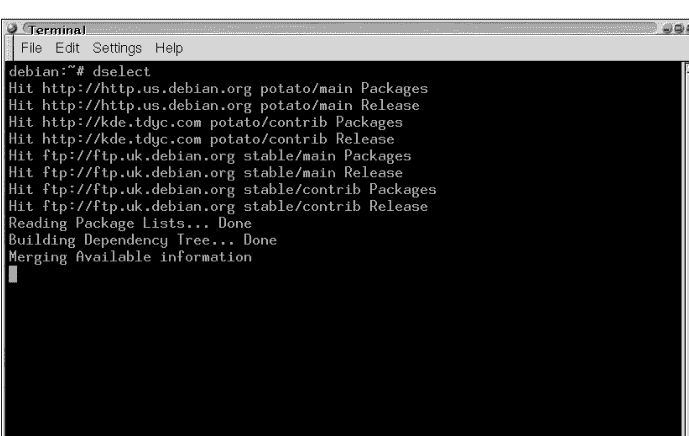 Terminal
File Edit Settings Help
debian:~# dselect
Hit http://http.us.debian.org potato/main Packages
Hit http://http.us.debian.org potato/main Release
Hit http://kde.tdyc.com potato/contrib Packages
Hit http://kde.tdyc.com potato/contrib Release
Hit ftp://ftp.uk.debian.org stable/main Packages
Hit ftp://ftp.uk.debian.org stable/main Release
Hit ftp://ftp.uk.debian.org stable/contrib Packages
Hit ftp://ftp.uk.debian.org stable/contrib Release
Reading Package Lists... Done
Building Dependency Tree... Done
Merging Available information